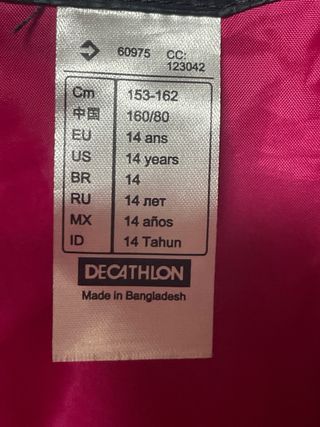 60975 CC:
123042
Cm 153-162
中国 160/80
EU 14 ans
US 14 years
BR 14
RU 14 лет
MX 14 años
ID 14 Tahun
DECATHLON
Made in Bangladesh